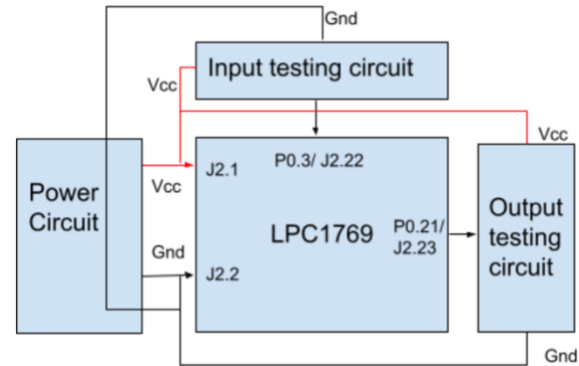 Gnd
Input testing circuit
Vcc
Vcc
Power
Circuit
Vcc
J2.1
P0.3/ J2.22
LPC1769
P0.21/
J2.23
Output
testing
circuit
Gnd
J2.2
Gnd